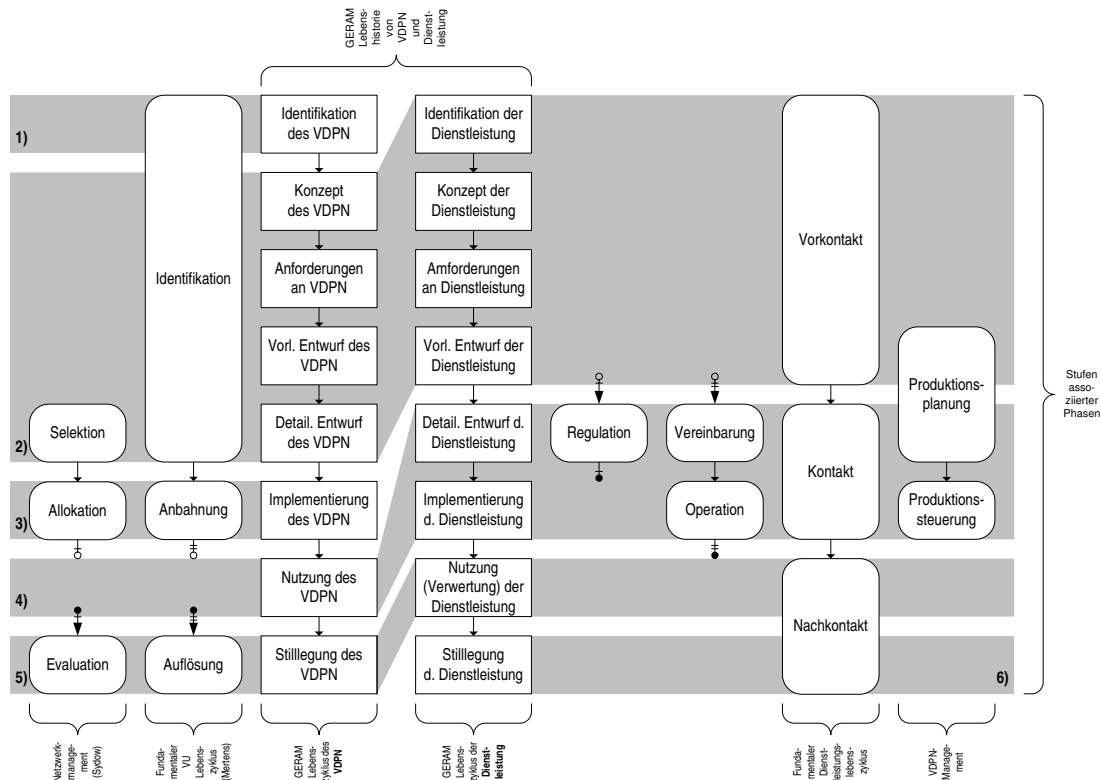 GERAM
Lebens-
historie
von
VDPN
und
Dienst-
leistung
1)
2)
3)
4)
5)
6)
Selektion
Allokation
Evaluation
Identifikation
Anbahnung
Auflösung
Identifikation
des VDPN
Konzept
des VDPN
Anforderungen
an VDPN
Vorl. Entwurf des
VDPN
Detail. Entwurf
des VDPN
Implementierung
des VDPN
Nutzung des
VDPN
Stilllegung des
VDPN
Identifikation der
Dienstleistung
Konzept der
Dienstleistung
Amforderungen
an Dienstleistung
Vorl. Entwurf der
Dienstleistung
Detail. Entwurf d.
Dienstleistung
Implementierung
d. Dienstleistung
Nutzung
(Verwertung) der
Dienstleistung
Stilllegung
d. Dienstleistung
Regulation
Vereinbarung
Operation
Vorkontakt
Kontakt
Nachkontakt
Produktions-
planung
Produktionss-
teuerung
Stufen
asso-
ziierter
Phasen
Netzwerk-
manage-
ment
(Sydow)
Funda-
mentaler
VU
Lebens-
zyklus
(Mertens)
GERAM
Lebens-
zyklus des
VDPN
GERAM
Lebens-
zyklus der
Dienst-
leistung
Funda-
mentaler
Dienst-
leistungs-
lebens-
zyklus
VDPN-
Manage-
ment